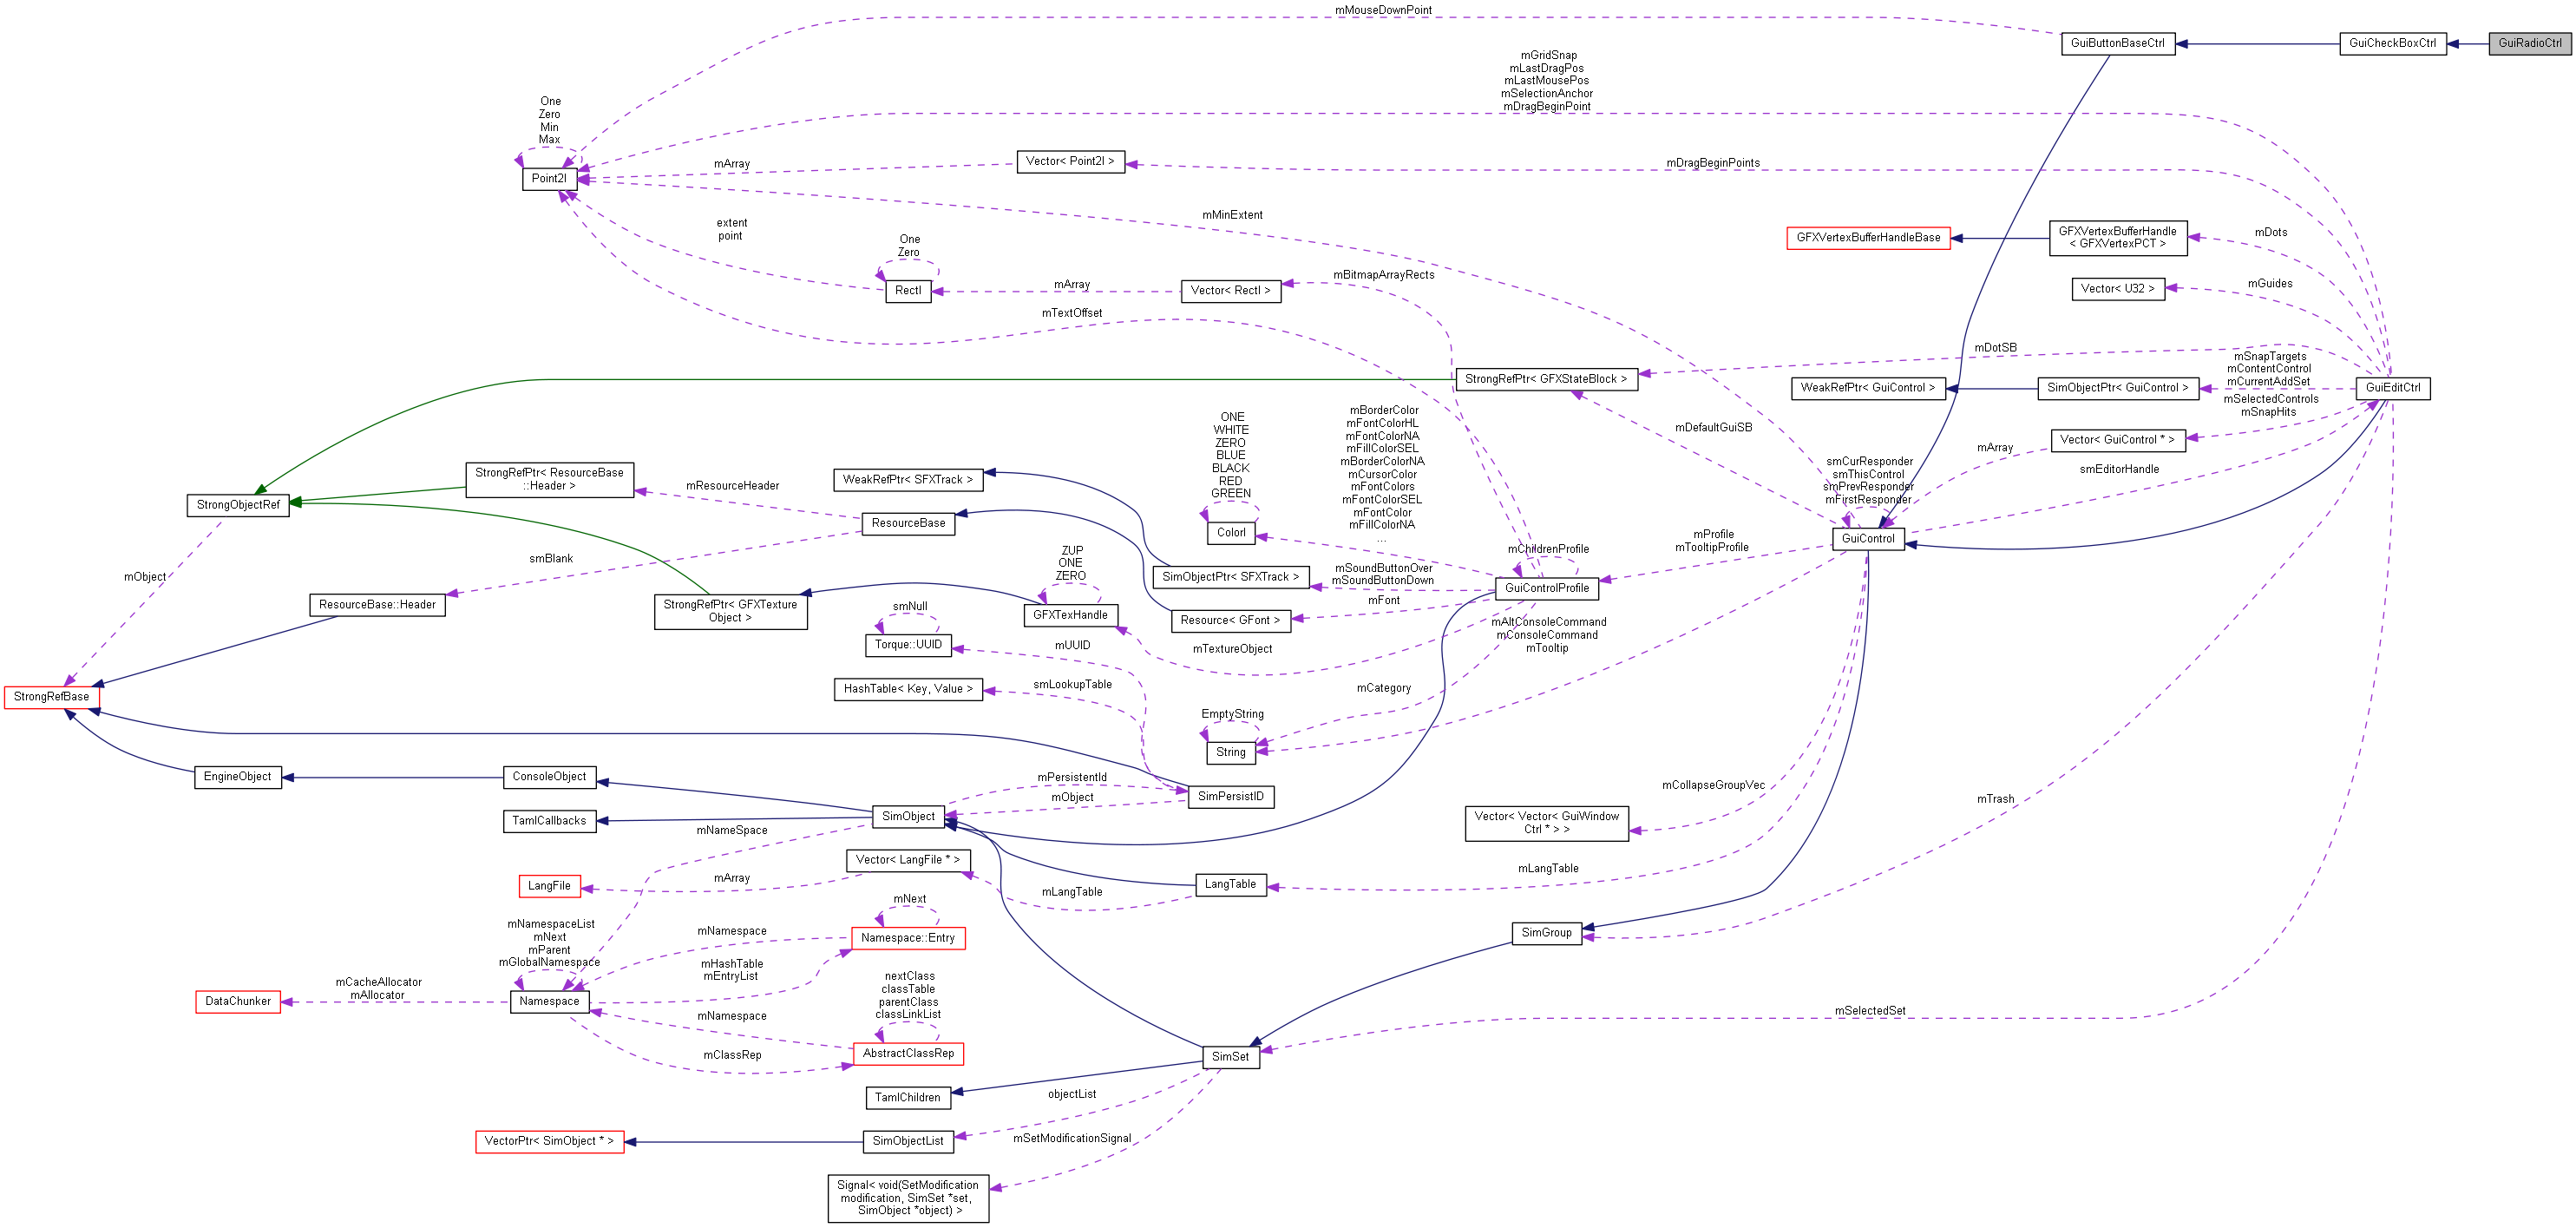 mMouseDownPoint
GuiButtonBaseCtrl
GuiCheckBoxCtrl
GuiRadioCtrl
mGridSnap
mLastDragPos
mLastMousePos
mSelectionAnchor
mDragBeginPoint
One
Zero
Min
Max
Point2I
mArray
Vector< Point2I >
mDragBeginPoints
mMinExtent
extent
point
One
Zero
RectI
mArray
Vector< RectI >
mBitmapArrayRects
GFXVertexBufferHandleBase
GFXVertexBufferHandle
< GFXVertexPCT >
mDots
Vector< U32 >
mGuides
mTextOffset
mDotSB
StrongRefPtr< GFXStateBlock >
WeakRefPtr< GuiControl >
SimObjectPtr< GuiControl >
mSnapTargets
mContentControl
mCurrentAddSet
mSelectedControls
mSnapHits
GuiEditCtrl
mDefaultGuiSB
mArray
Vector< GuiControl * >
smEditorHandle
smCurResponder
smThisControl
smPrevResponder
mFirstResponder
GuiControl
ONE
WHITE
ZERO
BLUE
BLACK
RED
GREEN
ColorI
mBorderColor
mFontColorHL
mFontColorNA
mFillColorSEL
mBorderColorNA
mCursorColor
mFontColors
mFontColorSEL
mFontColor
mFillColorNA
...
StrongRefPtr< ResourceBase
::Header >
mResourceHeader
WeakRefPtr< SFXTrack >
StrongObjectRef
ResourceBase
smBlank
mObject
ResourceBase::Header
StrongRefPtr< GFXTexture
Object >
ZUP
ONE
ZERO
GFXTexHandle
SimObjectPtr< SFXTrack >
mSoundButtonOver
mSoundButtonDown
mChildrenProfile
GuiControlProfile
mProfile
mTooltipProfile
Resource< GFont >
mFont
mAltConsoleCommand
mConsoleCommand
mTooltip
mTextureObject
smNull
Torque::UUID
mUUID
HashTable< Key, Value >
smLookupTable
StrongRefBase
mCategory
EmptyString
String
EngineObject
ConsoleObject
mPersistentId
mObject
SimPersistID
SimObject
TamlCallbacks
mNameSpace
mCollapseGroupVec
Vector< Vector< GuiWindow
Ctrl * > >
mTrash
Vector< LangFile * >
mArray
LangFile
mLangTable
LangTable
mLangTable
mNext
Namespace::Entry
mNamespace
mNamespaceList
mNext
mParent
mGlobalNamespace
mHashTable
mEntryList
SimGroup
mCacheAllocator
mAllocator
DataChunker
Namespace
nextClass
classTable
parentClass
classLinkList
mNamespace
AbstractClassRep
mClassRep
mSelectedSet
SimSet
TamlChildren
objectList
VectorPtr< SimObject * >
SimObjectList
mSetModificationSignal
Signal< void(SetModification
modification, SimSet *set,
SimObject *object) >